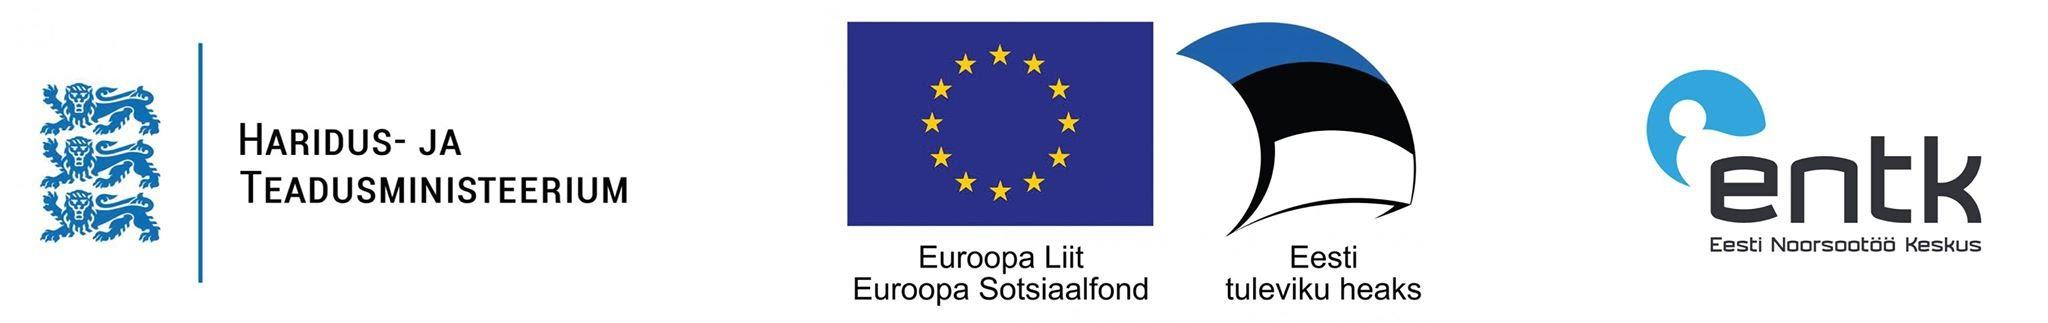 HARIDUS- JA
TEADUSMINISTEERIUM
Euroopa Liit
Euroopa Sotsiaalfond
Eesti
tuleviku heaks
entk
Eesti Noorsootöö Keskus